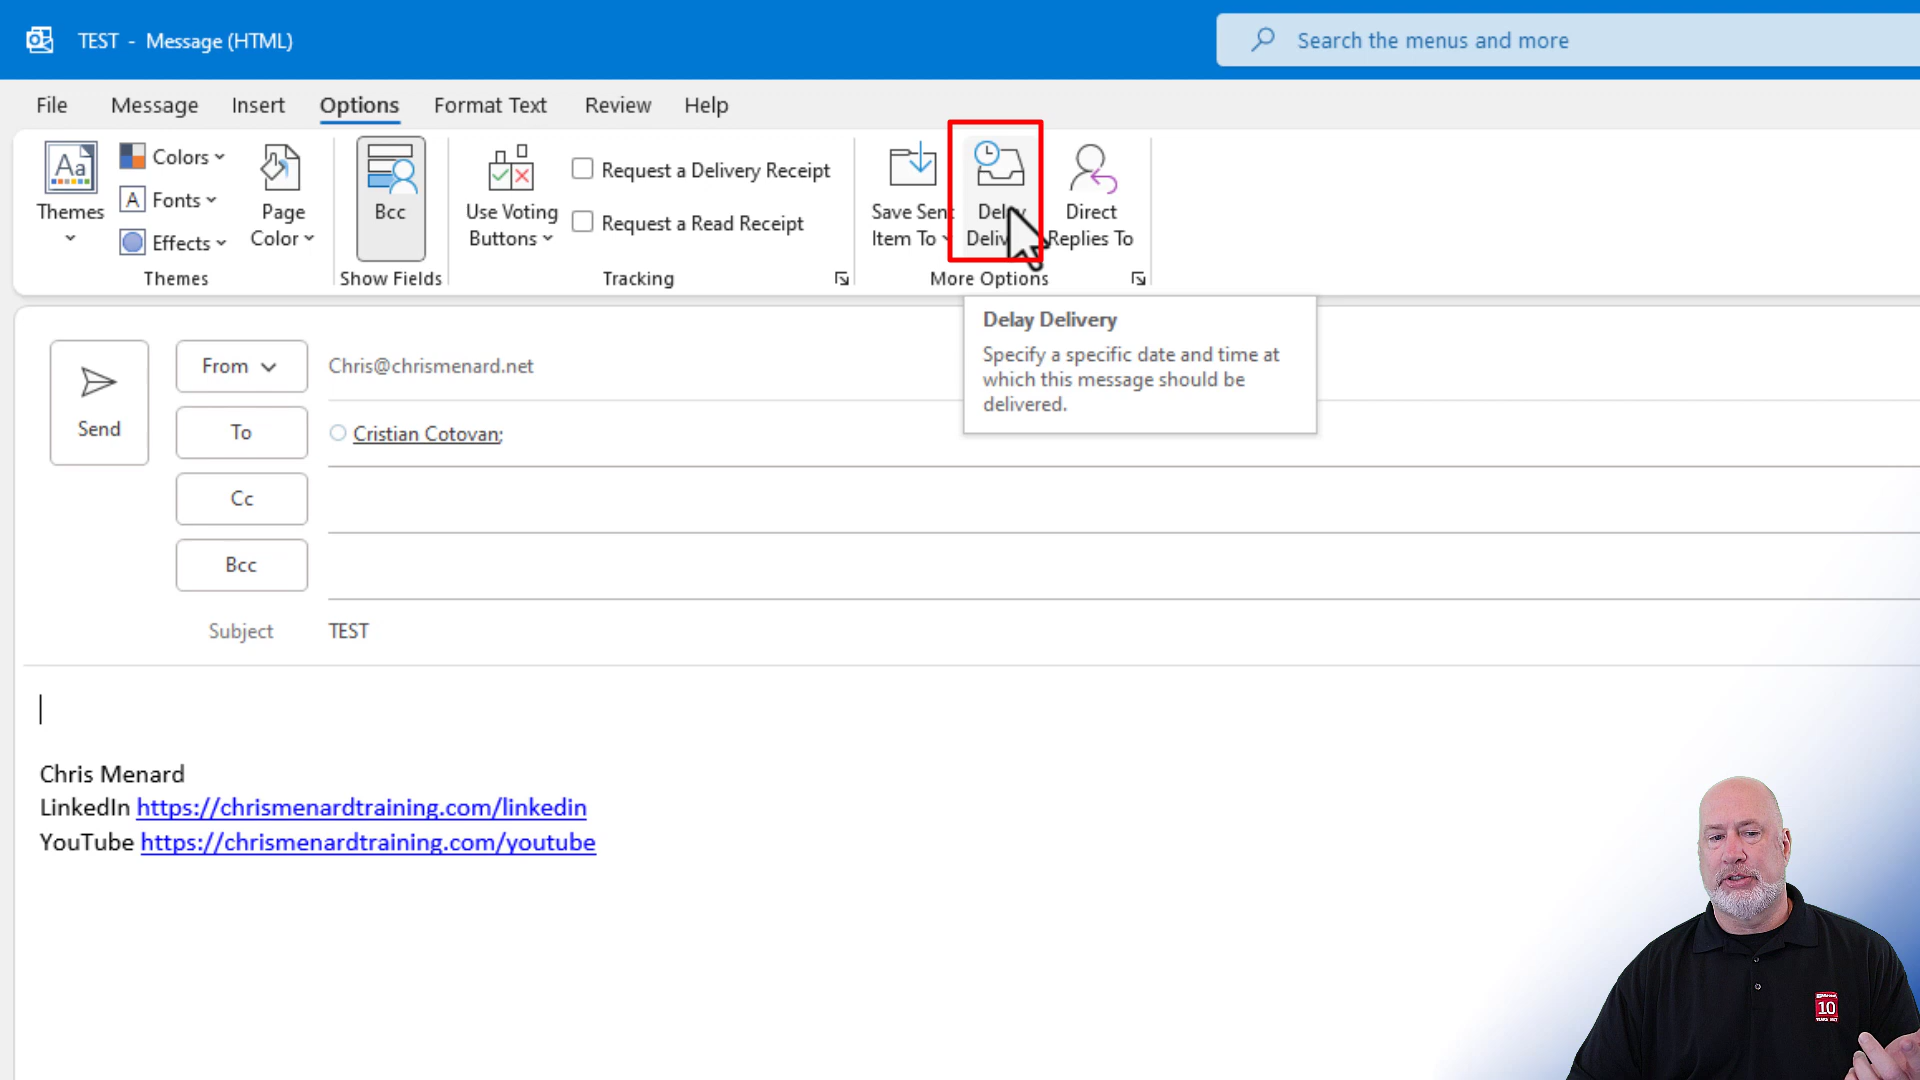 TEST - Message (HTML)
Search the menus and more
File Message Insert Options Format Text Review Help
Aa
Themes
Colors
A Fonts
Effects
Page
Color
Themes
Bcc
Show Fields
Use Voting
Buttons
Request a Delivery Receipt
Request a Read Receipt
Tracking
Save Sent
Item To
Delay
Direct
Replies To
More Options
Delay Delivery
Specify a specific date and time at
which this message should be
delivered.
Send
From Chris@chrismenard.net
To Cristian Cotovan;
Cc
Bcc
Subject TEST
Chris Menard
LinkedIn https://chrismenardtraining.com/linkedin
YouTube https://chrismenardtraining.com/youtube
10